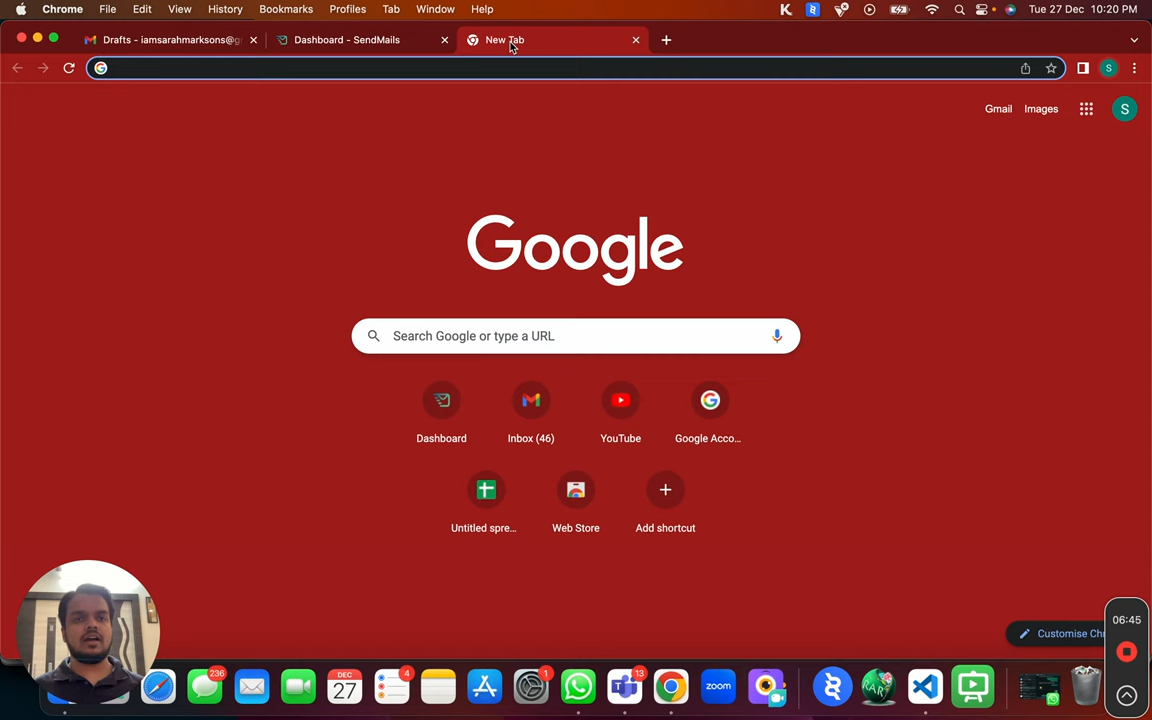 Chrome File Edit View History Bookmarks Profiles Tab Window Help K Tue 27 Dec 10:20 PM
Drafts - iamsarahmarksons@g Dashboard - SendMails New Tab
S
Gmail Images S
Google
Search Google or type a URL
Dashboard Inbox (46) YouTube Google Acco...
Untitled spre... Web Store Add shortcut
06:45
Customise Chr
236 DEC 27 4 1 13 zoom RAR